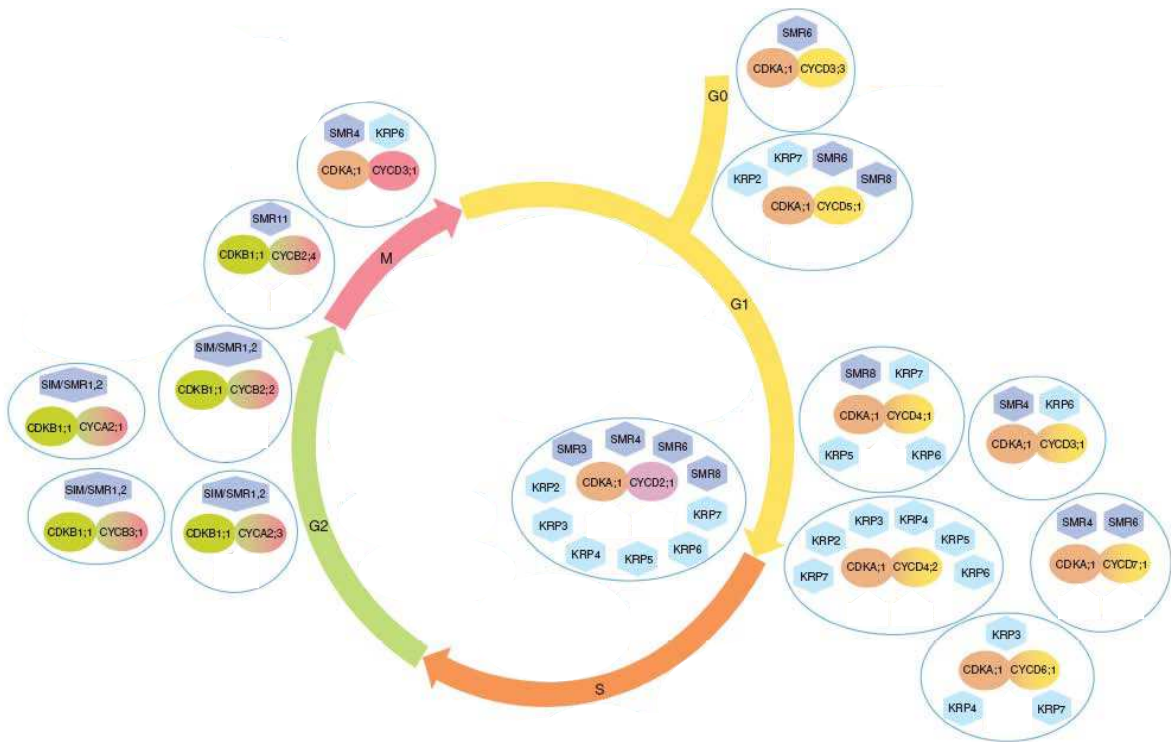 SMR6
CDKA;1 CYCD3;3
G0
KRP7 SMR6
KRP2 SMR8
CDKA;1 CYCD5;1
SMR4 KRP6
CDKA;1 CYCD3;1
SMR11
CDKB1;1 CYCB2;4
M
G1
SIM/SMR1,2
CDKB1;1 CYCB2;2
SIM/SMR1,2
CDKB1;1 CYCA2;1
SIM/SMR1,2
CDKB1;1 CYCB3;1
SIM/SMR1,2
CDKB1;1 CYCA2;3
G2
SMR3 SMR4 SMR6 SMR8
CDKA;1 CYCD2;1
KRP2 KRP7
KRP3 KRP6
KRP4 KRP5
SMR8 KRP7
CDKA;1 CYCD4;1
KRP5 KRP6
SMR4 KRP6
CDKA;1 CYCD3;1
KRP3 KRP4
KRP2 KRP5
KRP7 CDKA;1 CYCD4;2 KRP6
SMR4 SMR6
CDKA;1 CYCD7;1
KRP3
CDKA;1 CYCD6;1
KRP4 KRP7
S